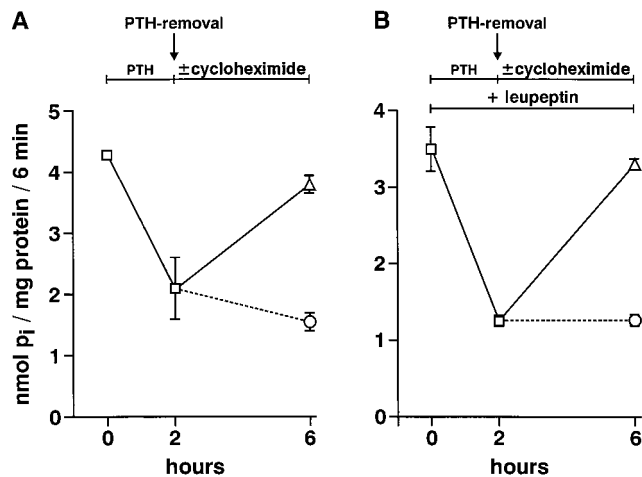 A
PTH-removal
PTH ±cycloheximide
nmol pi / mg protein / 6 min
5
4
3
2
1
0
0 2 6
hours
B
PTH-removal
PTH ±cycloheximide
+ leupeptin
4
3
2
1
0
0 2 6
hours